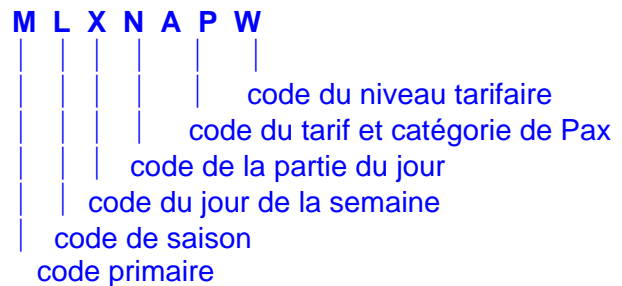 M L X N A P W
code du niveau tarifaire
code du tarif et catégorie de Pax
code de la partie du jour
code du jour de la semaine
code de saison
code primaire